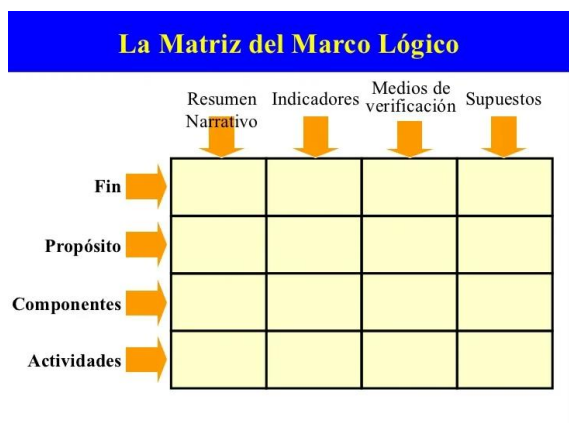 La Matriz del Marco Lógico
Resumen
Narrativo
Indicadores
Medios de
verificación
Supuestos
Fin
Propósito
Componentes
Actividades